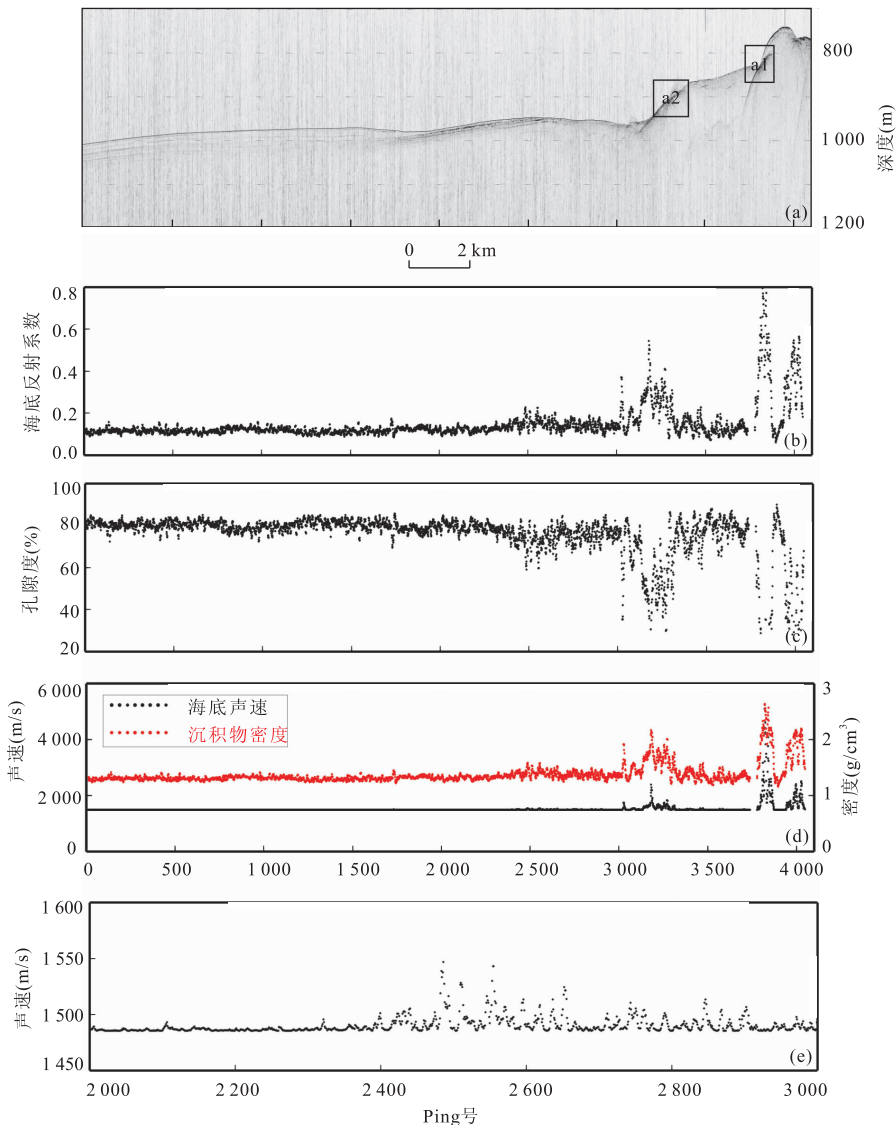 800
a1
a2
1 000
深度(m)
(a)
1 200
0 2 km
0.8
0.6
0.4
0.2
0.0
海底反射系数
(b)
100
80
60
40
20
孔隙度(%)
(c)
6 000
4 000
2 000
0
声速(m/s)
海底声速
沉积物密度
3
2
1
0
密度(g/cm³)
(d)
0 500 1 000 1 500 2 000 2 500 3 000 3 500 4 000
1 600
1 550
1 500
1 450
声速(m/s)
(e)
2 000 2 200 2 400 2 600 2 800 3 000
Ping号